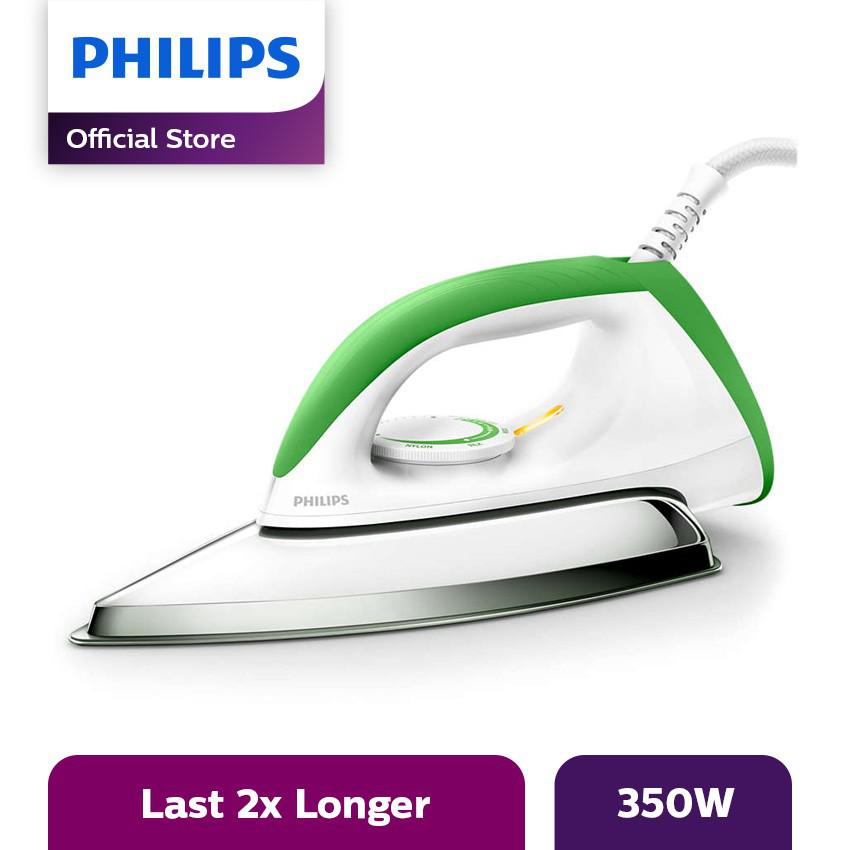 PHILIPS
Official Store
NYLON
SILK
PHILIPS
Last 2x Longer
350W